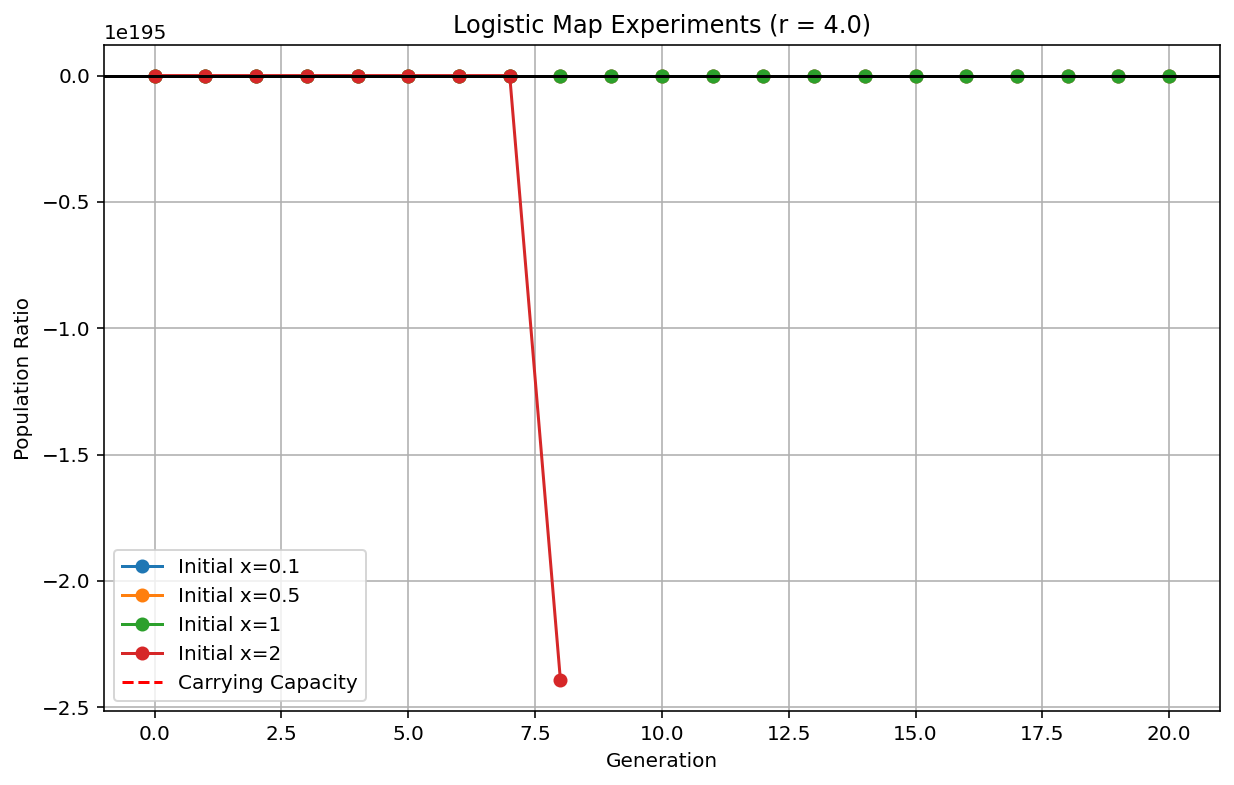 Logistic Map Experiments (r = 4.0)
1e195
0.0
−0.5
−1.0
−1.5
−2.0
−2.5
Population Ratio
Initial x=0.1
Initial x=0.5
Initial x=1
Initial x=2
Carrying Capacity
0.0 2.5 5.0 7.5 10.0 12.5 15.0 17.5 20.0
Generation